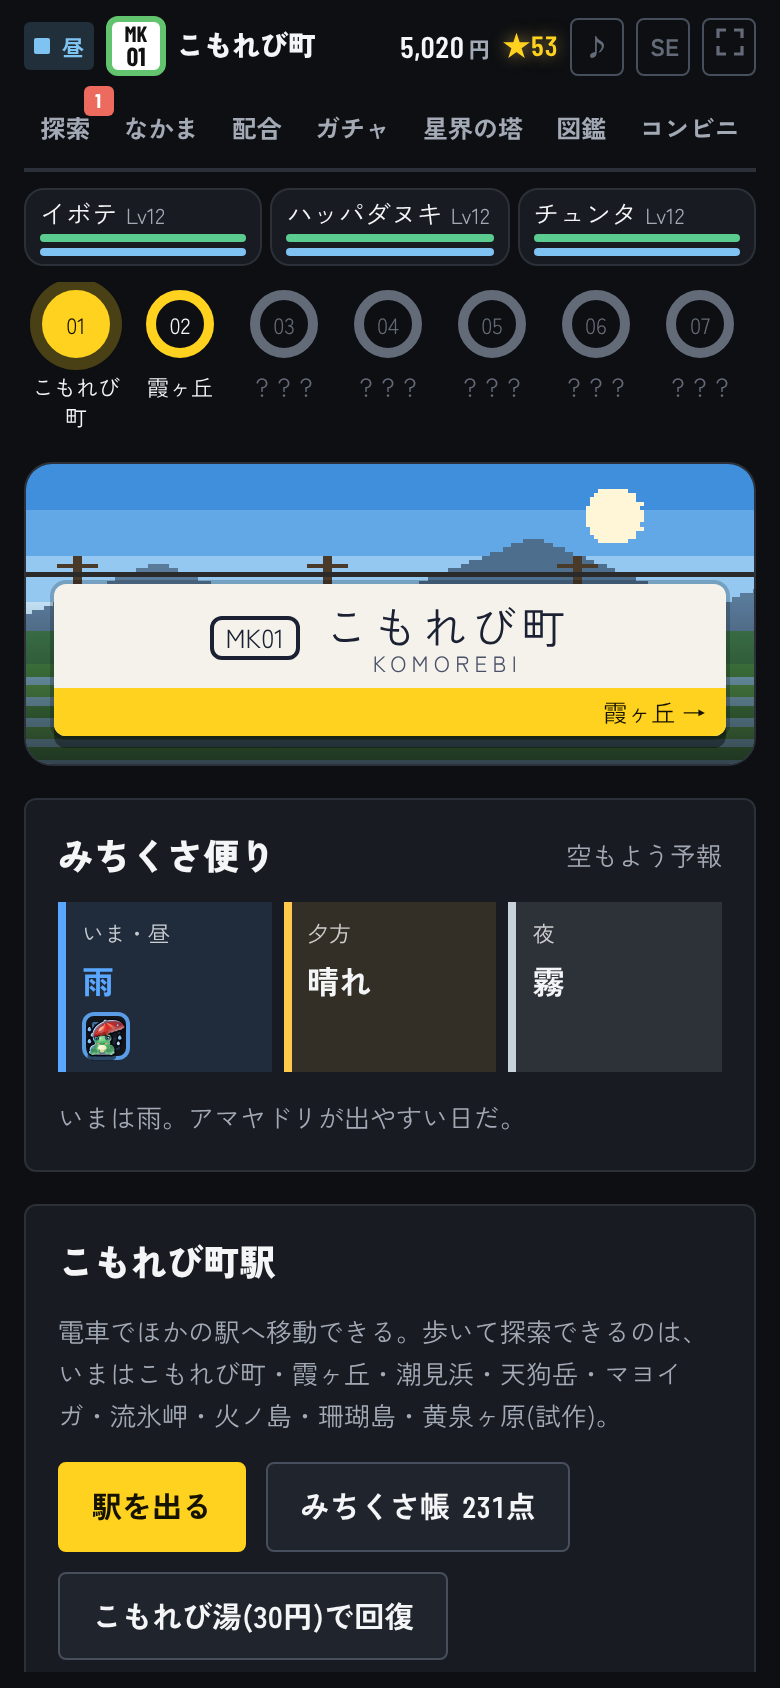 昼 MK 01 こもれび町 5,020円 ★53 ♪ SE
1
探索 なかま 配合 ガチャ 星界の塔 図鑑 コンビニ
イボテ Lv12 ハッパダヌキ Lv12 チュンタ Lv12
01 02 03 04 05 06 07
こもれび町 霞ヶ丘 ？？？ ？？？ ？？？ ？？？ ？？？
MK01 こもれび町
KOMOREBI
霞ヶ丘 →
みちくさ便り 空もよう予報
いま・昼 夕方 夜
雨 晴れ 霧
いまは雨。アマヤドリが出やすい日だ。
こもれび町駅
電車でほかの駅へ移動できる。歩いて探索できるのは、
いまはこもれび町・霞ヶ丘・潮見浜・天狗岳・マヨイ
ガ・流氷岬・火ノ島・珊瑚島・黄泉ヶ原(試作)。
駅を出る みちくさ帳 231点
こもれび湯(30円)で回復